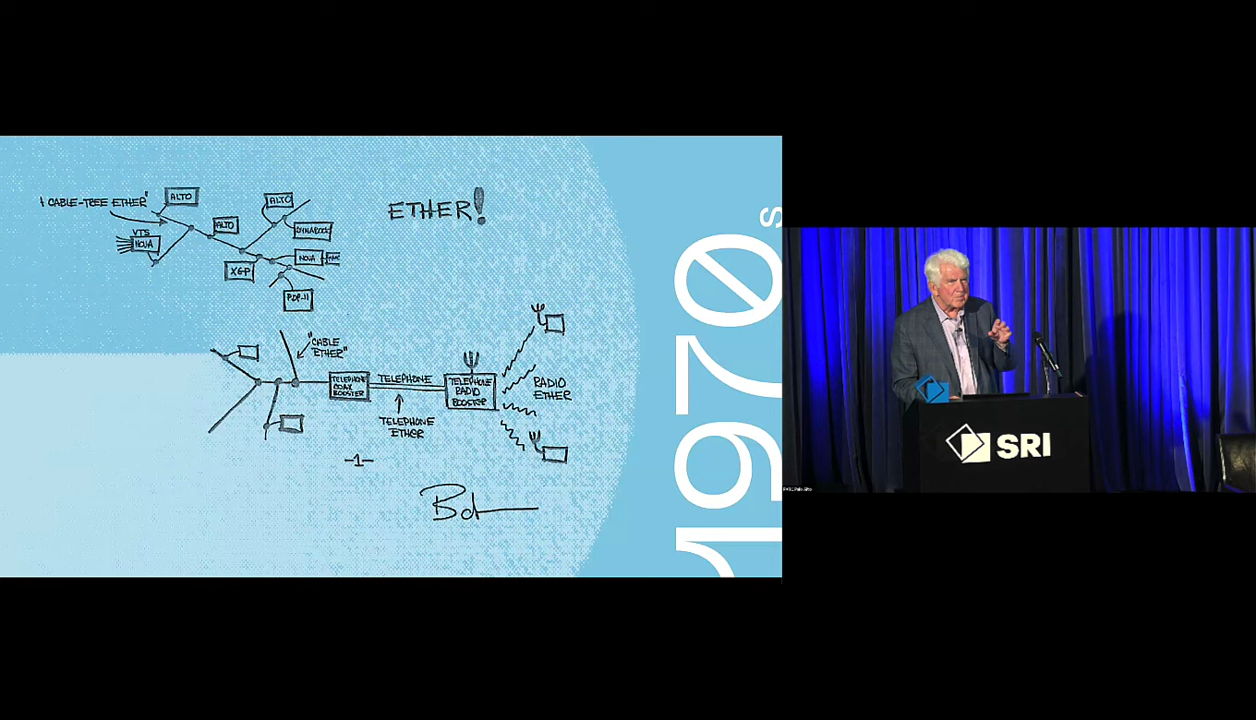 "CABLE-TREE ETHER"
ALTO
ALTO
ETHER!
ALTO
DYNABOOK
VTS
NOVA
NOVA
XGP
PDP-11
"CABLE
ETHER"
TELEPHONE
COAX
BOOSTER
TELEPHONE
TELEPHONE
ETHER
TELEPHONE
RADIO
BOOSTER
RADIO
ETHER
-1-
Bob
1970s
SRI